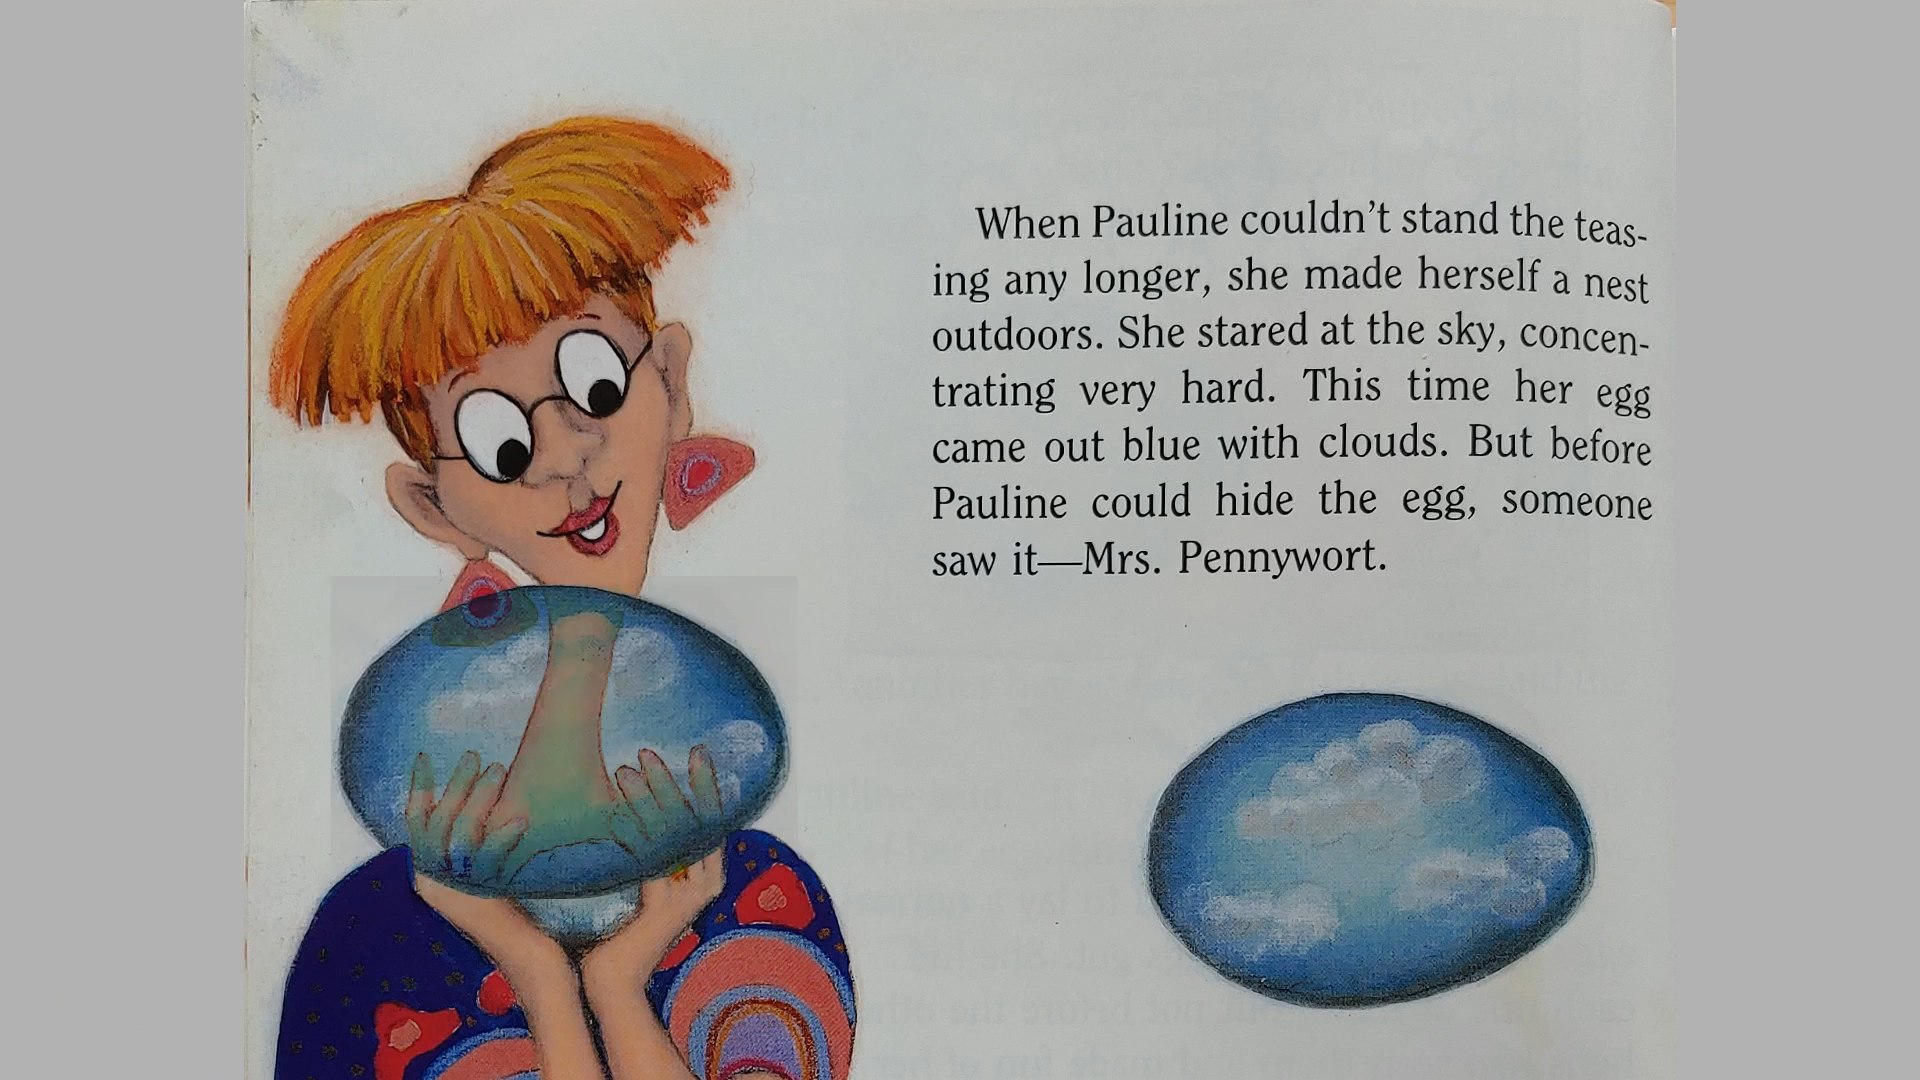 When Pauline couldn't stand the teas-
ing any longer, she made herself a nest
outdoors. She stared at the sky, concen-
trating very hard. This time her egg
came out blue with clouds. But before
Pauline could hide the egg, someone
saw it—Mrs. Pennywort.